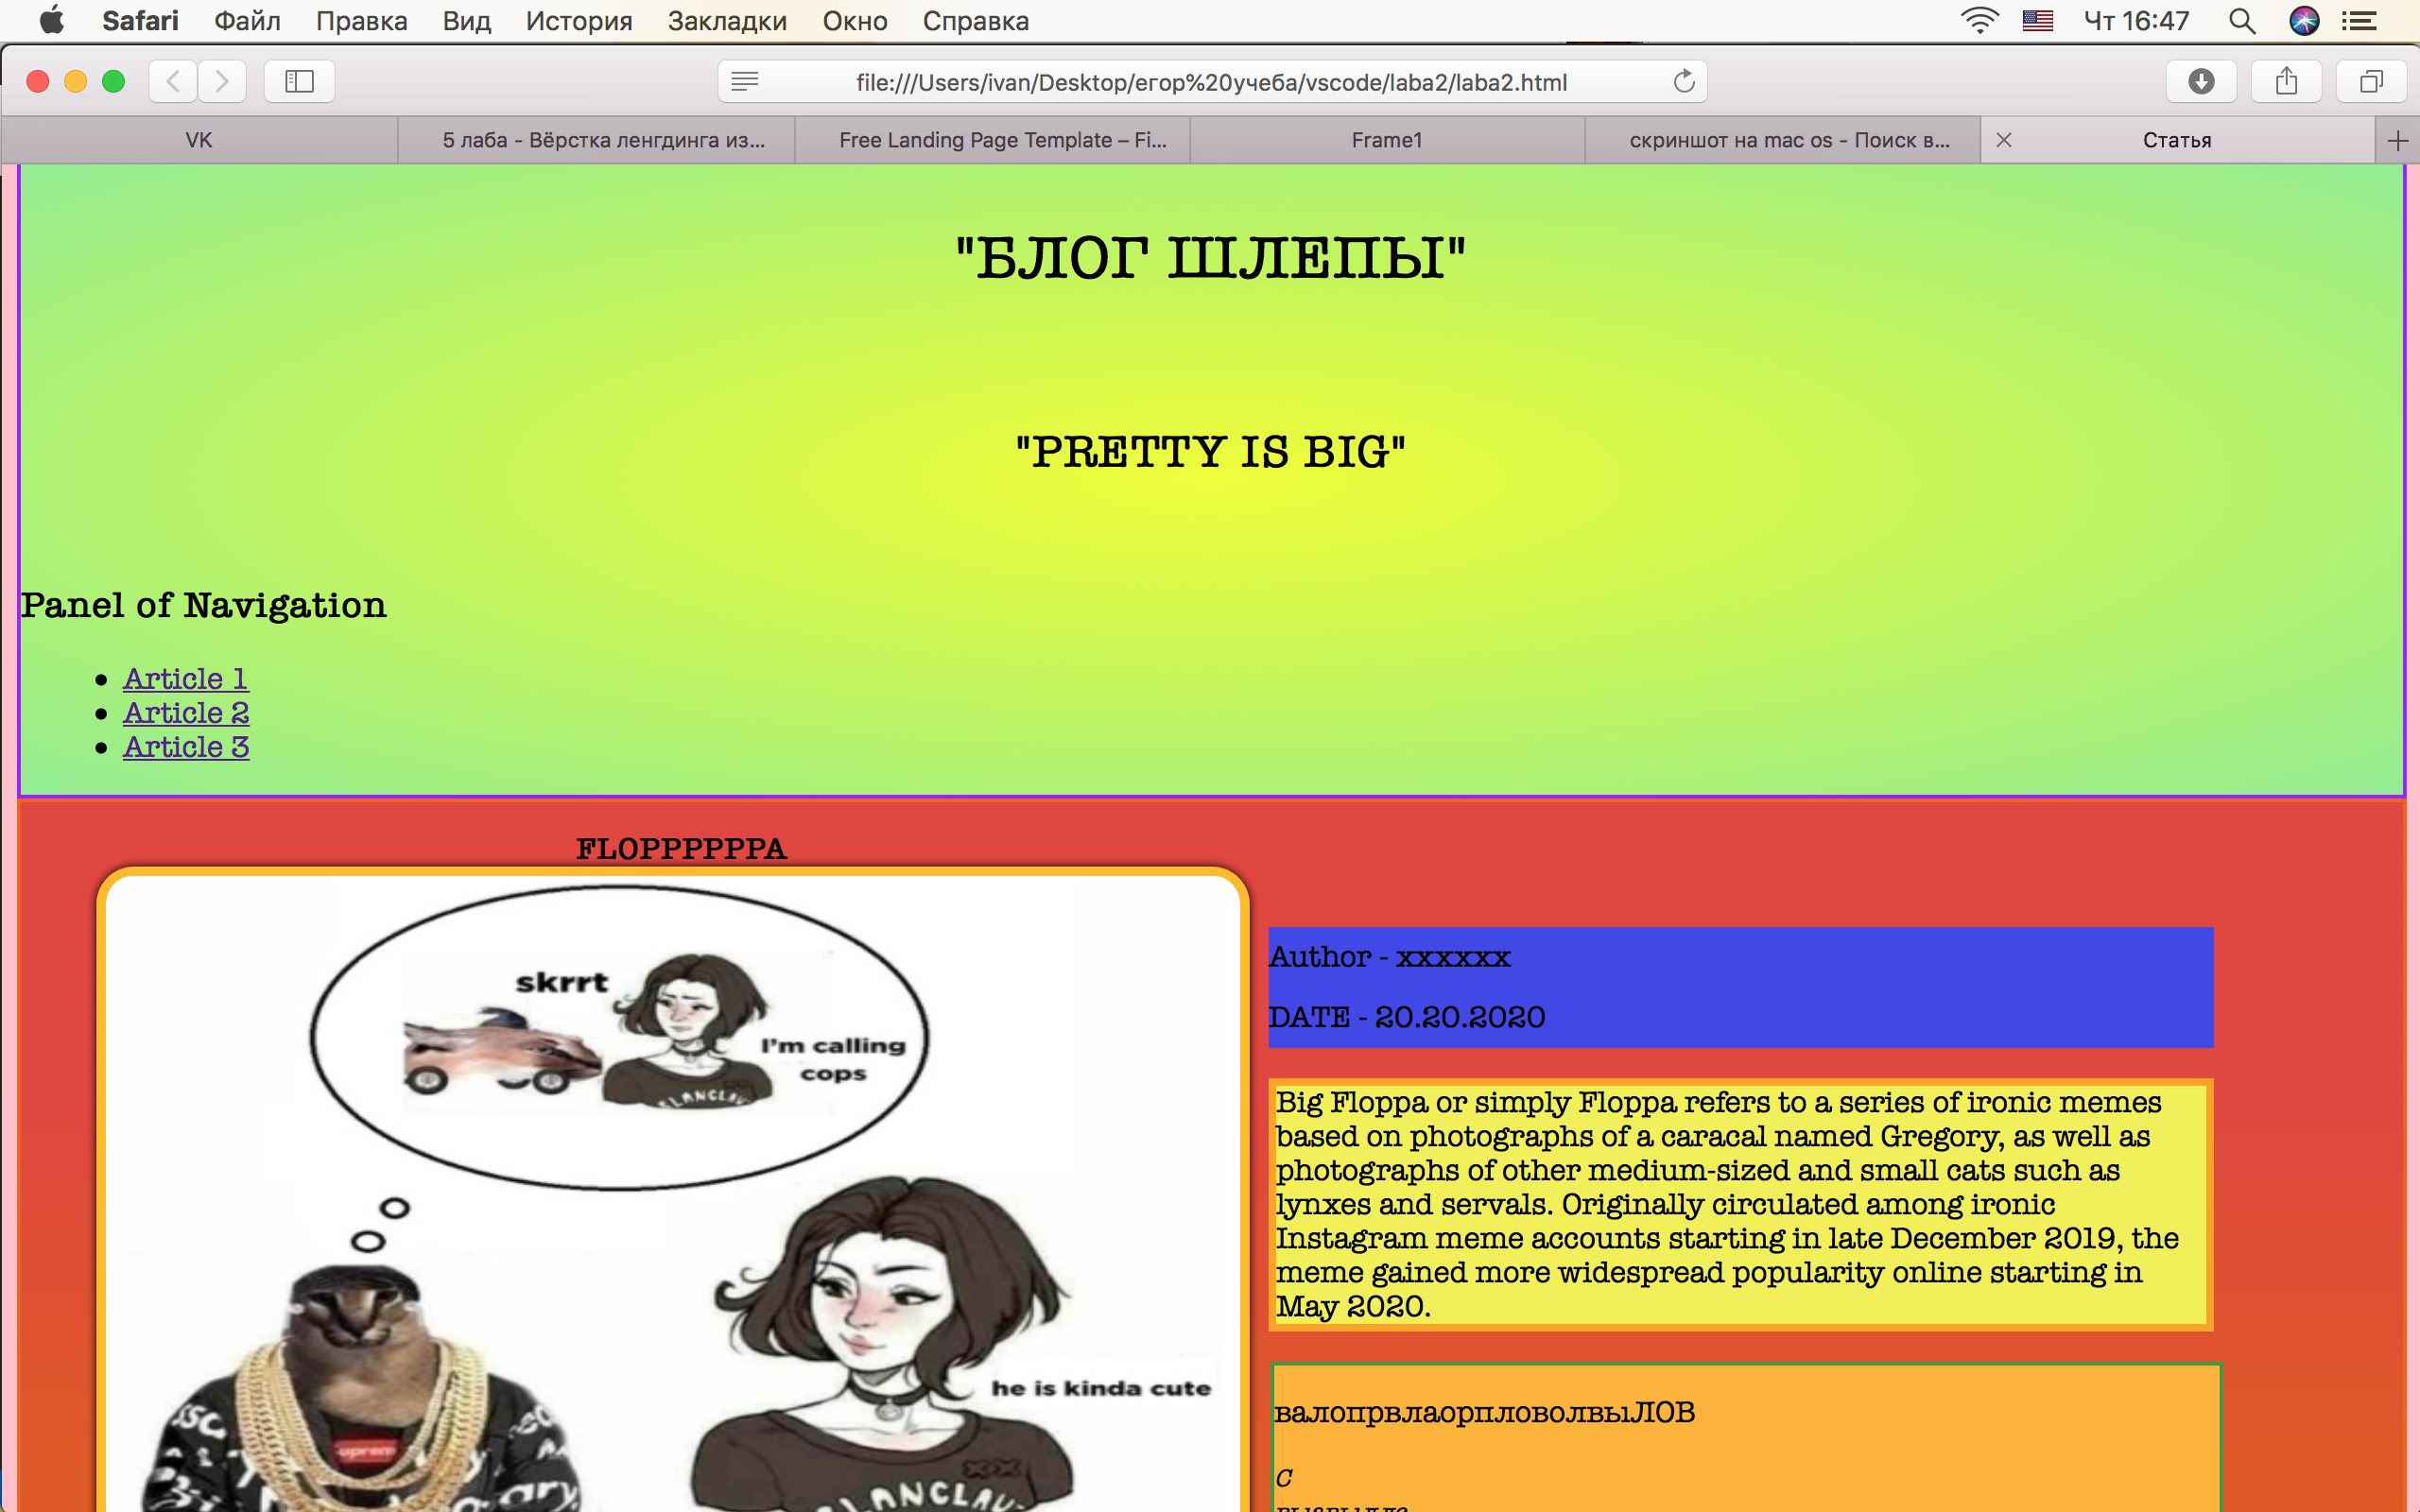 Safari Файл Правка Вид История Закладки Окно Справка Чт 16:47
file:///Users/ivan/Desktop/егор%20учеба/vscode/laba2/laba2.html
VK 5 лаба - Вёрстка ленгдинга из... Free Landing Page Template – Fi... Frame1 скриншот на mac os - Поиск в... Статья
"БЛОГ ШЛЕПЫ"
"PRETTY IS BIG"
Panel of Navigation
Article 1
Article 2
Article 3
FLOPPPPPPA
skrrt
I'm calling
cops
he is kinda cute
Author - xxxxxx
DATE - 20.20.2020
Big Floppa or simply Floppa refers to a series of ironic memes
based on photographs of a caracal named Gregory, as well as
photographs of other medium-sized and small cats such as
lynxes and servals. Originally circulated among ironic
Instagram meme accounts starting in late December 2019, the
meme gained more widespread popularity online starting in
May 2020.
валопрвлаорпловолвыЛОВ
С